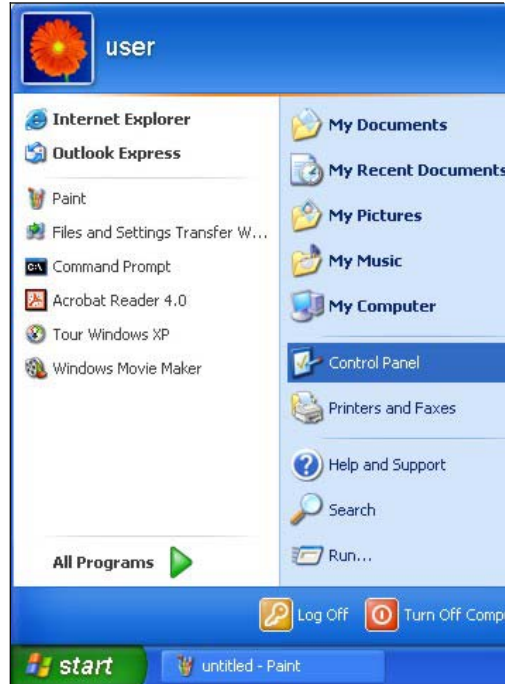 user
Internet Explorer
Outlook Express
Paint
Files and Settings Transfer W...
Command Prompt
Acrobat Reader 4.0
Tour Windows XP
Windows Movie Maker
All Programs
My Documents
My Recent Documents
My Pictures
My Music
My Computer
Control Panel
Printers and Faxes
Help and Support
Search
Run...
Log Off
Turn Off Comp
start
untitled - Paint